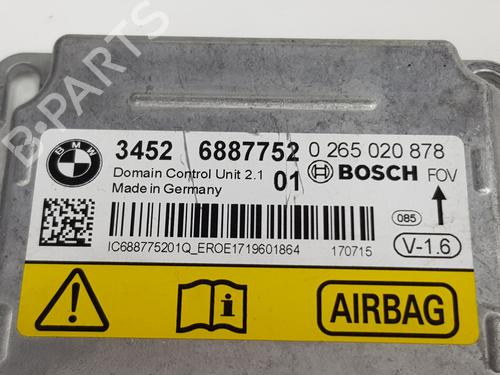 B-PARTS
BMW
3452 6887752 0 265 020 878
Domain Control Unit 2.1 01 BOSCH FOV
Made in Germany
085
IC688775201Q_EROE1719601864 170715 V-1.6
AIRBAG